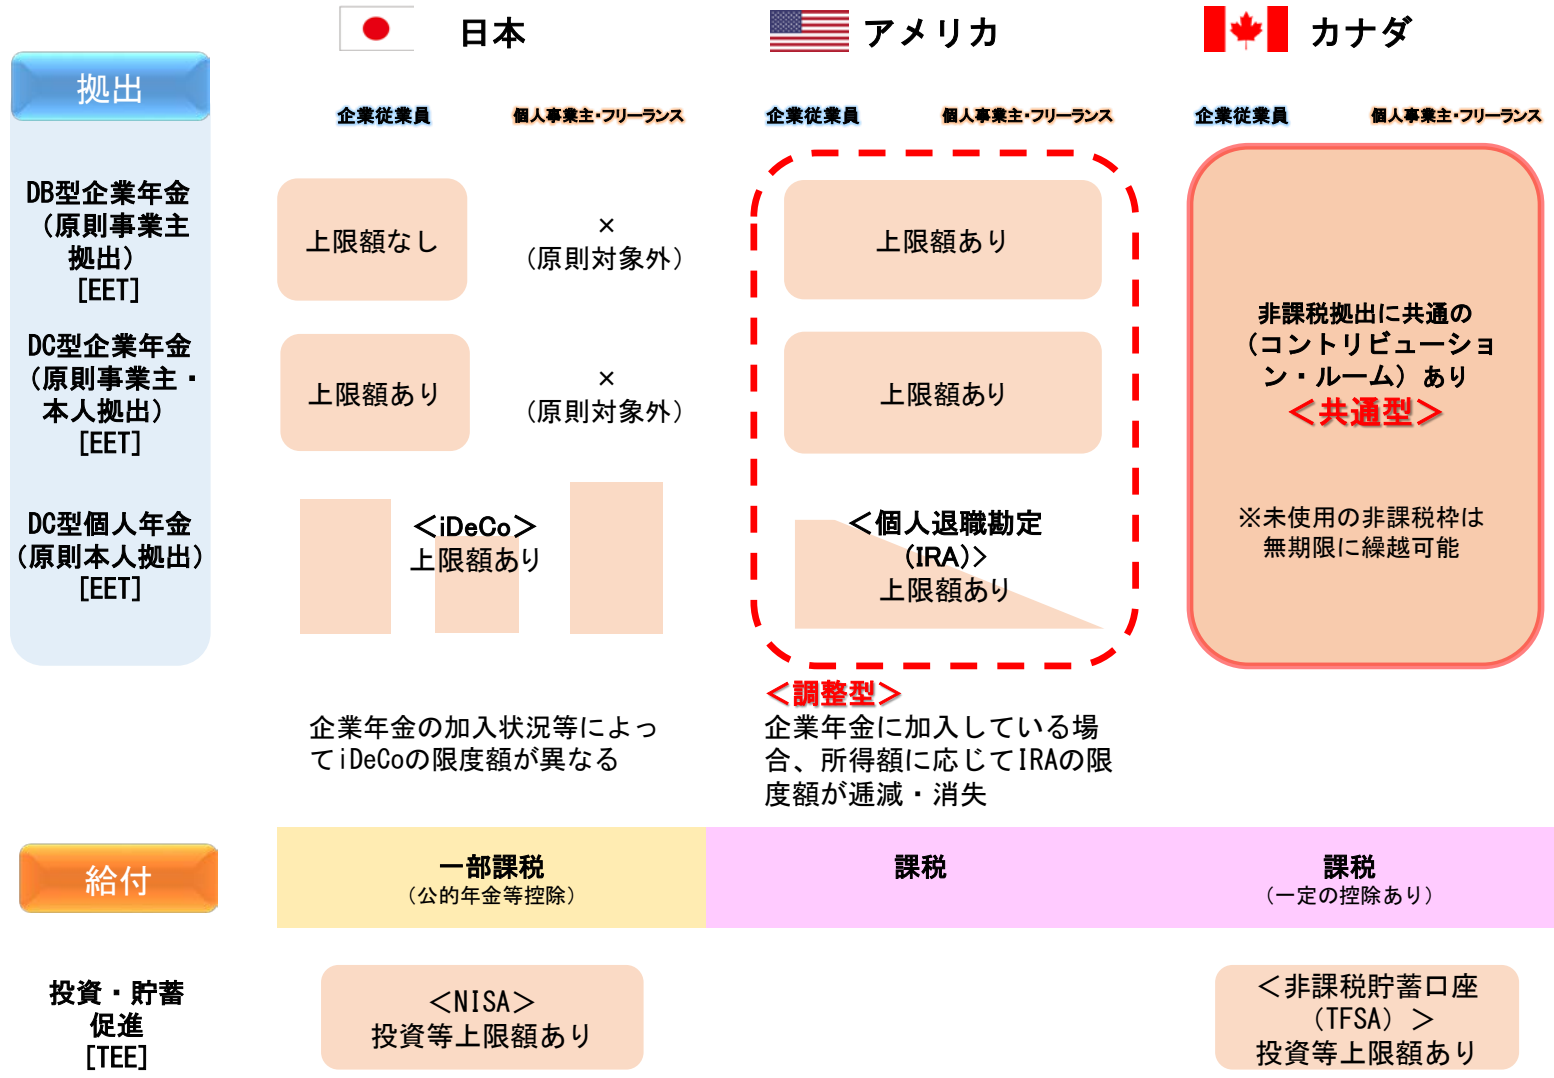 日本
アメリカ
カナダ
拠出
企業従業員
個人事業主・フリーランス
企業従業員
個人事業主・フリーランス
企業従業員
個人事業主・フリーランス
DB型企業年金
（原則事業主
拠出）
[EET]
上限額なし
×
（原則対象外）
上限額あり
DC型企業年金
（原則事業主・
本人拠出）
[EET]
上限額あり
×
（原則対象外）
上限額あり
DC型個人年金
（原則本人拠出）
[EET]
＜iDeCo＞
上限額あり
＜個人退職勘定
（IRA）＞
上限額あり
非課税拠出に共通の
（コントリビューショ
ン・ルーム）あり
＜共通型＞
※未使用の非課税枠は
無期限に繰越可能
企業年金の加入状況等によっ
てiDeCoの限度額が異なる
＜調整型＞
企業年金に加入している場
合、所得額に応じてIRAの限
度額が逓減・消失
給付
一部課税
（公的年金等控除）
課税
課税
（一定の控除あり）
投資・貯蓄
促進
[TEE]
＜NISA＞
投資等上限額あり
＜非課税貯蓄口座
（TFSA）＞
投資等上限額あり